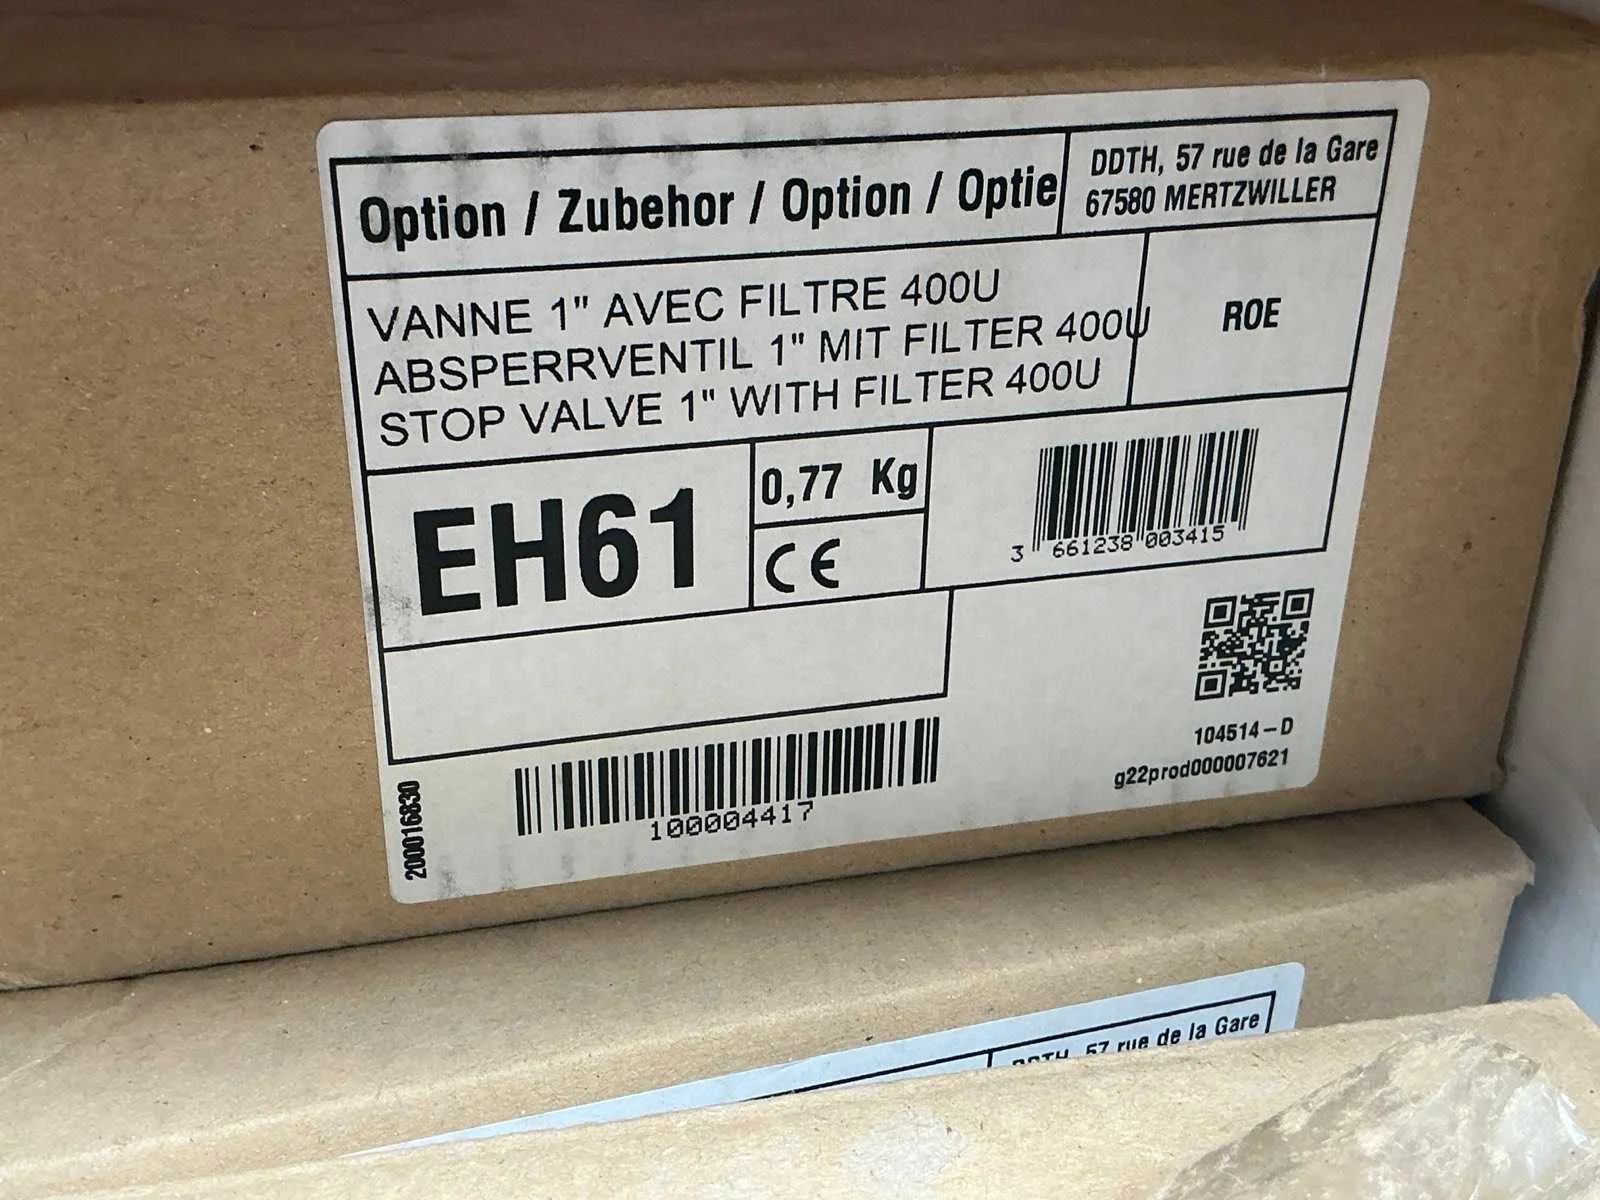 Option / Zubehor / Option / Optie
DDTH, 57 rue de la Gare
67580 MERTZWILLER
VANNE 1" AVEC FILTRE 400U
ABSPERRVENTIL 1" MIT FILTER 400U
STOP VALVE 1" WITH FILTER 400U
ROE
EH61
0,77 Kg
CE
3 661238 003415
104514-D
g22prod000007621
100004417
200016830
DDTH, 57 rue de la Gare